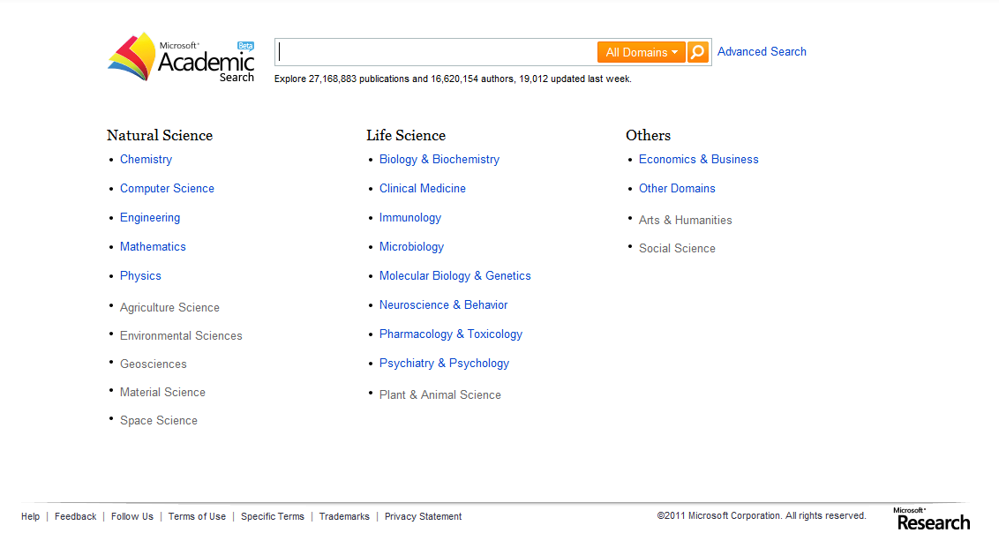 Microsoft®
Beta
Academic
Search
All Domains
Advanced Search
Explore 27,168,883 publications and 16,620,154 authors, 19,012 updated last week.
Natural Science
• Chemistry
• Computer Science
• Engineering
• Mathematics
• Physics
• Agriculture Science
• Environmental Sciences
• Geosciences
• Material Science
• Space Science
Life Science
• Biology & Biochemistry
• Clinical Medicine
• Immunology
• Microbiology
• Molecular Biology & Genetics
• Neuroscience & Behavior
• Pharmacology & Toxicology
• Psychiatry & Psychology
• Plant & Animal Science
Others
• Economics & Business
• Other Domains
• Arts & Humanities
• Social Science
Help | Feedback | Follow Us | Terms of Use | Specific Terms | Trademarks | Privacy Statement
©2011 Microsoft Corporation. All rights reserved.
Microsoft®
Research